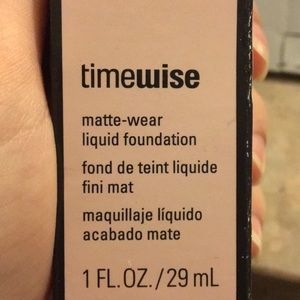 timewise
matte-wear
liquid foundation
fond de teint liquide
fini mat
maquillaje líquido
acabado mate
1 FL.OZ./29 mL